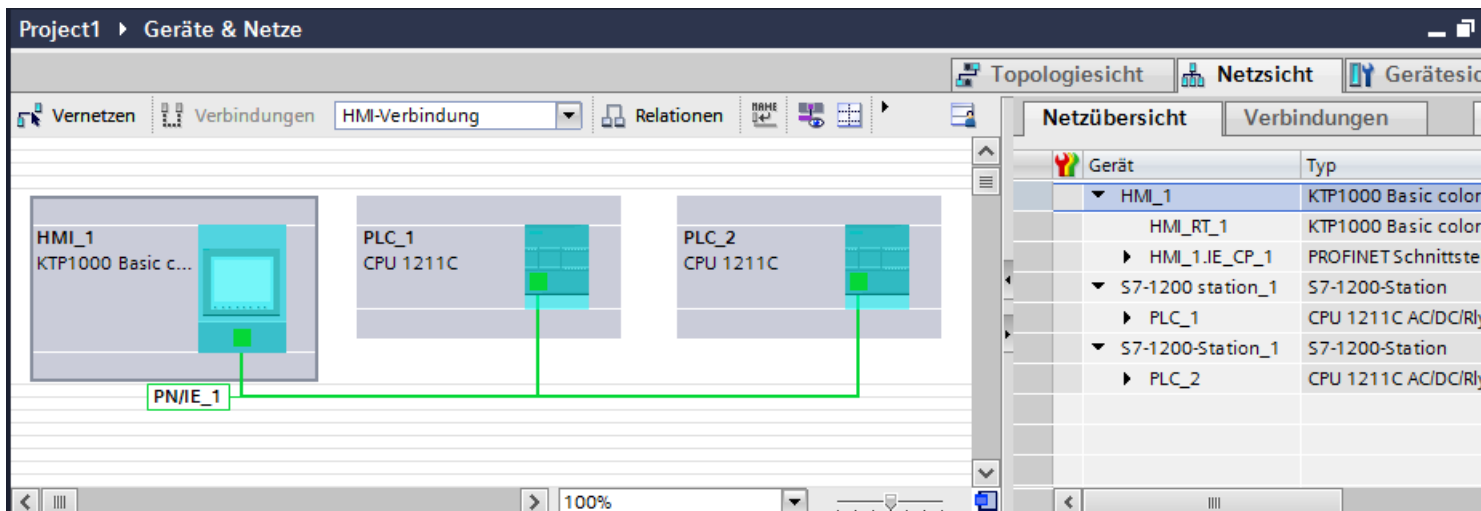 Project1 ▸ Geräte & Netze
Topologiesicht Netzsicht Gerätesic
Vernetzen Verbindungen HMI-Verbindung Relationen
Netzübersicht Verbindungen
Gerät Typ
HMI_1 KTP1000 Basic color
HMI_RT_1 KTP1000 Basic color
HMI_1.IE_CP_1 PROFINET Schnittste
S7-1200 station_1 S7-1200-Station
PLC_1 CPU 1211C AC/DC/Rly
S7-1200-Station_1 S7-1200-Station
PLC_2 CPU 1211C AC/DC/Rly
HMI_1
KTP1000 Basic c...
PLC_1
CPU 1211C
PLC_2
CPU 1211C
PN/IE_1
100%